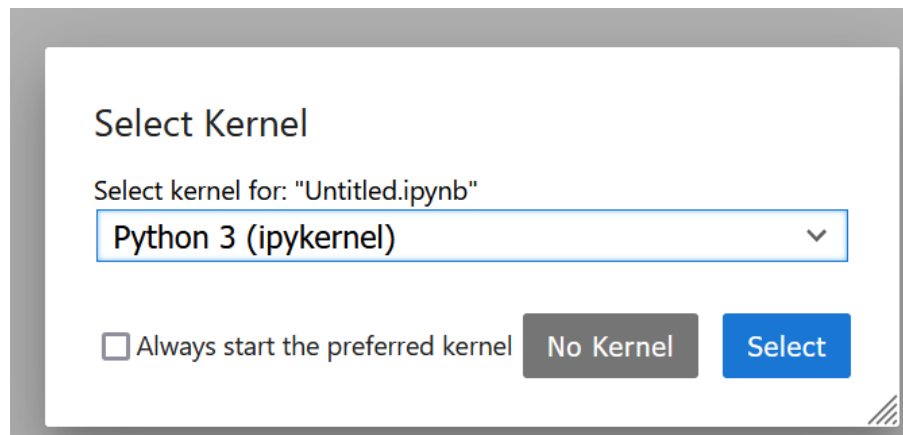 Select Kernel
Select kernel for: "Untitled.ipynb"
Python 3 (ipykernel)
Always start the preferred kernel No Kernel Select